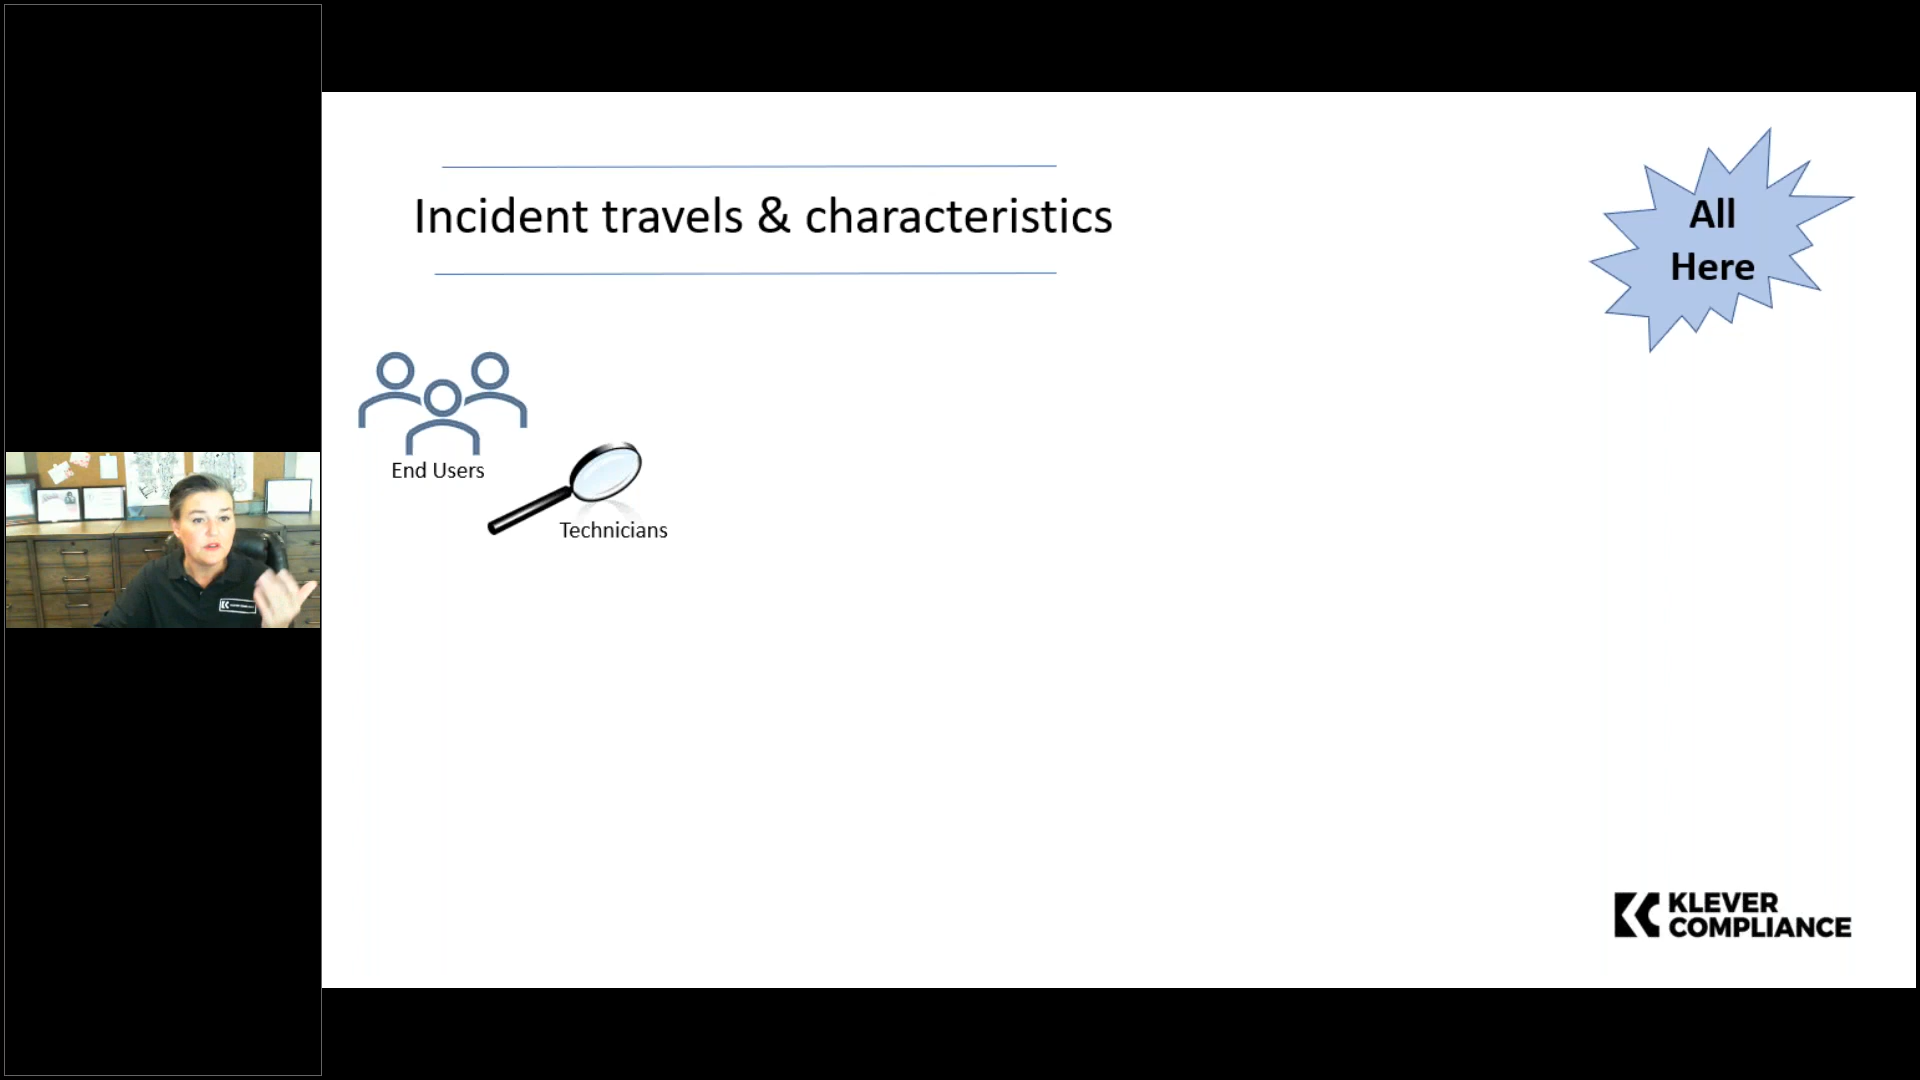 Incident travels & characteristics
All
Here
End Users
Technicians
KLEVER
COMPLIANCE